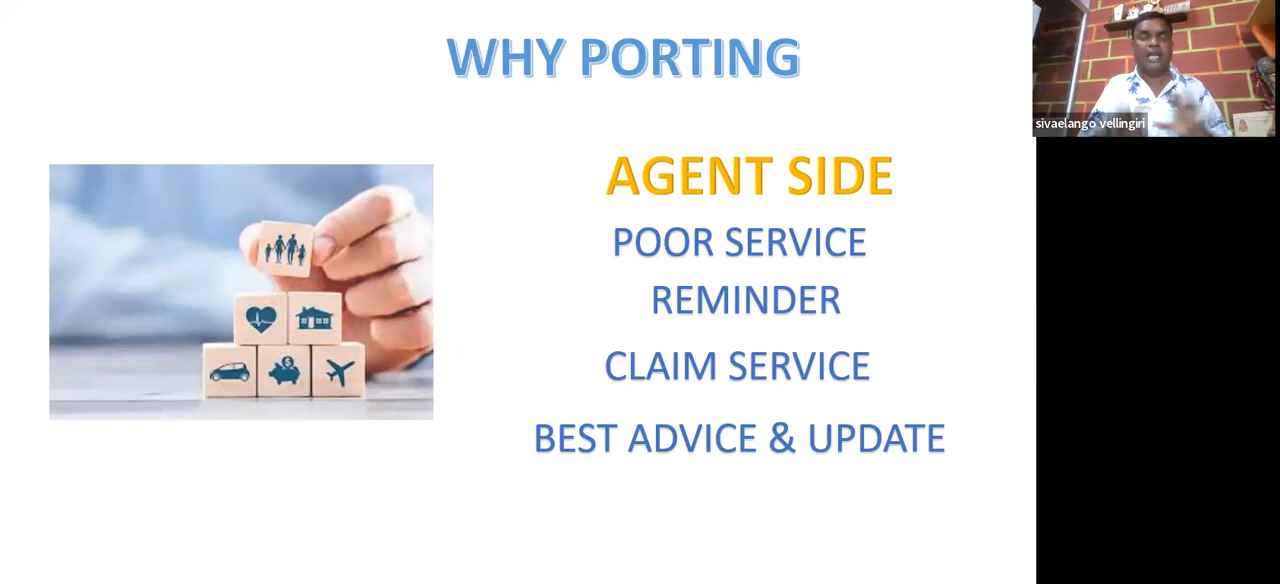 WHY PORTING
sivaelango vellingiri
AGENT SIDE
POOR SERVICE
REMINDER
CLAIM SERVICE
BEST ADVICE & UPDATE